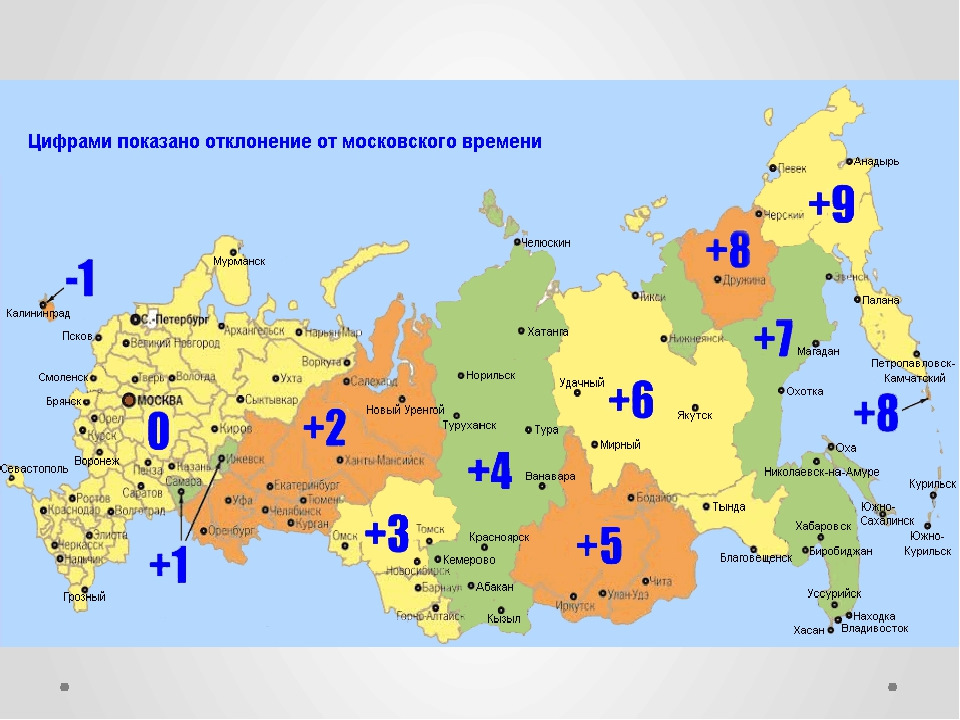 Цифрами показано отклонение от московского времени
Анадырь
Певек
+9
Черский
+8
Челюскин
Мурманск
-1
Дружина
Эвенск
Калининград
Тикси
Палана
С.-Петербург
Архангельск
Нарьян-Мар
Хатанга
Псков
Великий Новгород
Нижнеянск
+7
Магадан
Воркута
Петропавловск-
Камчатский
Смоленск
Тверь
Вологда
Ухта
Салехард
Норильск
Удачный
Охотка
Брянск
МОСКВА
Сыктывкар
Новый Уренгой
+6
Якутск
+8
Орел
Курск
0
Киров
+2
Туруханск
Тура
Мирный
Оха
Воронеж
Пенза
Казань
Ижевск
Ханты-Мансийск
+4
Ванавара
Николаевск-на-Амуре
Севастополь
Самара
Саратов
Екатеринбург
Курильск
Ростов
Уфа
Тюмень
Бодайбо
Тында
Южно-
Сахалинск
Краснодар
Волгоград
Челябинск
Курган
Оренбург
Омск
+3
Томск
Хабаровск
Южно-
Курильск
Элиста
Черкесск
Красноярск
+5
Биробиджан
Нальчик
+1
Новосибирск
Кемерово
Благовещенск
Грозный
Барнаул
Абакан
Чита
Улан-Удэ
Иркутск
Уссурийск
Горно-Алтайск
Кызыл
Находка
Хасан
Владивосток